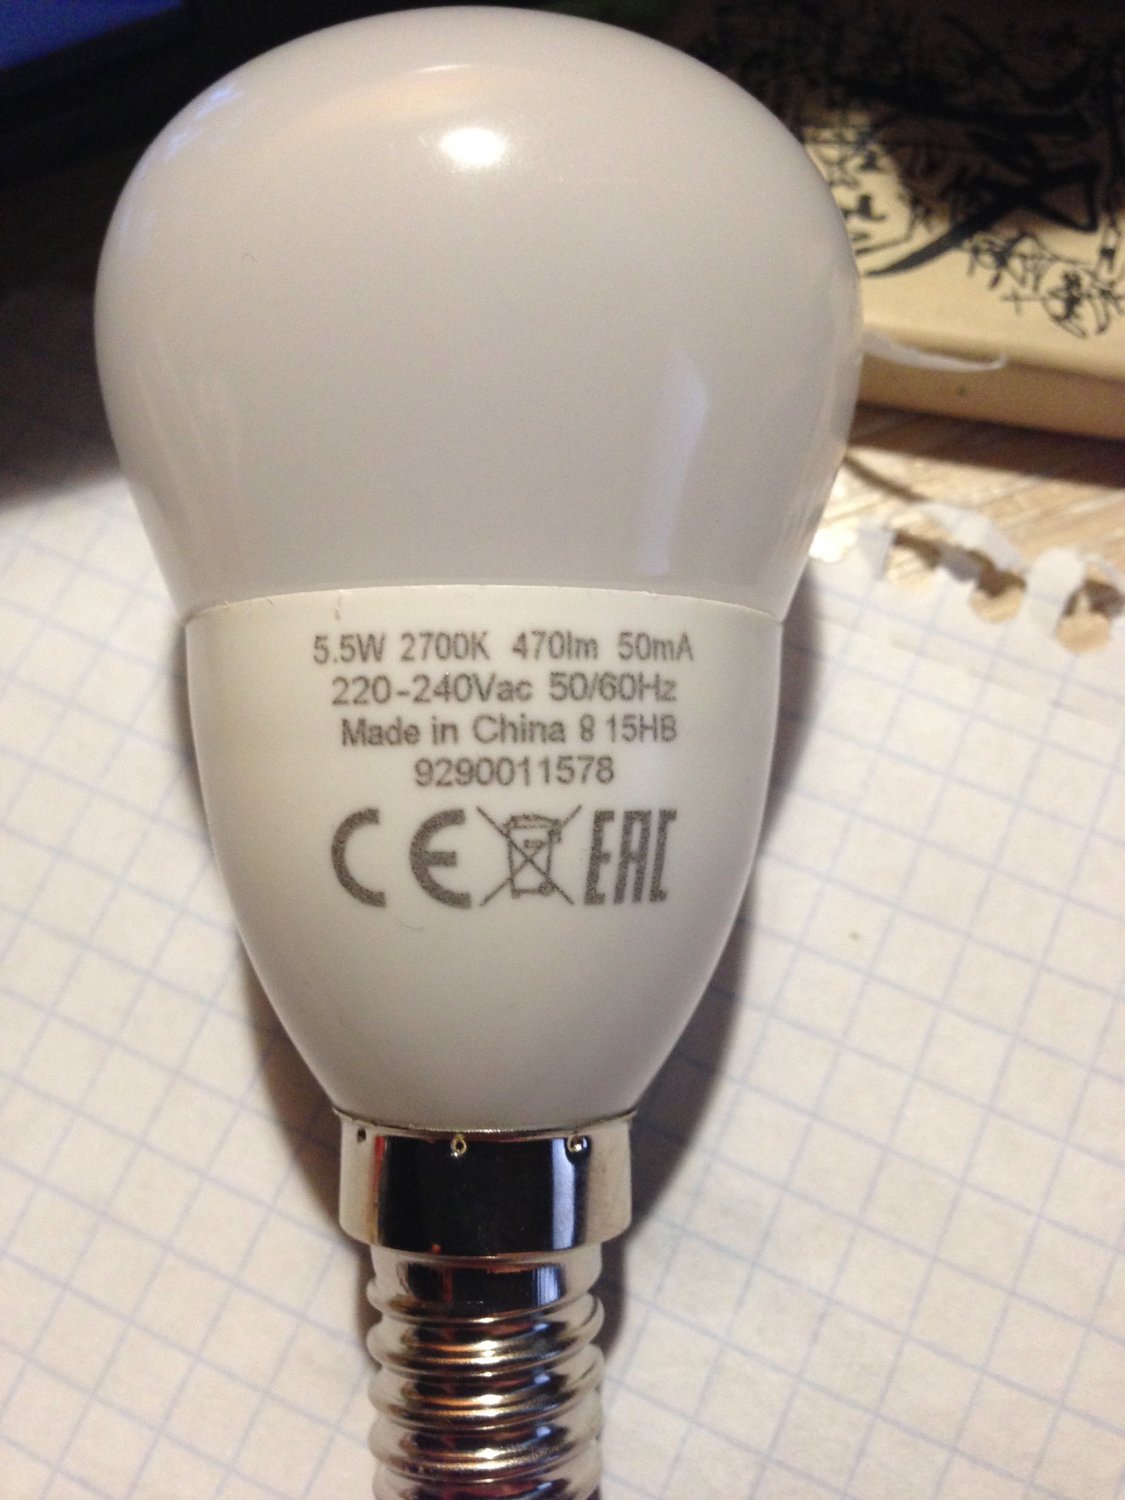 5.5W 2700K 470lm 50mA
220-240Vac 50/60Hz
Made in China 8 15HB
9290011578
CE EAC